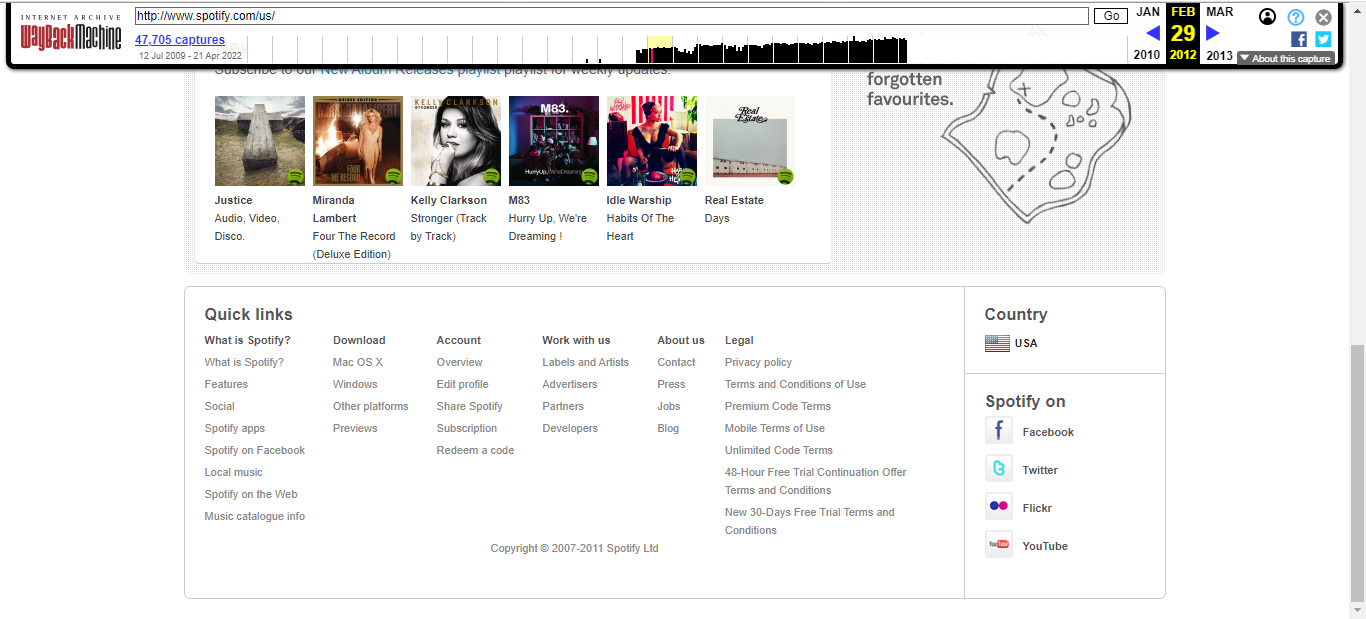 INTERNET ARCHIVE
WayBackMachine
http://www.spotify.com/us/
Go
JAN
FEB
MAR
47,705 captures
29
12 Jul 2009 - 21 Apr 2022
2010
2012
2013
About this capture
Subscribe to our New Album Releases playlist playlist for weekly updates.
forgotten
favourites.
DELUXE EDITION
KELLY CLARKSON
STRONGER
M83.
Real
Estate
Justice
Audio, Video,
Disco.
Miranda
Lambert
Four The Record
(Deluxe Edition)
Kelly Clarkson
Stronger (Track
by Track)
M83
Hurry Up, We're
Dreaming !
Idle Warship
Habits Of The
Heart
Real Estate
Days
Quick links
What is Spotify?
What is Spotify?
Features
Social
Spotify apps
Spotify on Facebook
Local music
Spotify on the Web
Music catalogue info
Download
Mac OS X
Windows
Other platforms
Previews
Account
Overview
Edit profile
Share Spotify
Subscription
Redeem a code
Work with us
Labels and Artists
Advertisers
Partners
Developers
About us
Contact
Press
Jobs
Blog
Legal
Privacy policy
Terms and Conditions of Use
Premium Code Terms
Mobile Terms of Use
Unlimited Code Terms
48-Hour Free Trial Continuation Offer
Terms and Conditions
New 30-Days Free Trial Terms and
Conditions
Copyright © 2007-2011 Spotify Ltd
Country
USA
Spotify on
Facebook
Twitter
Flickr
YouTube